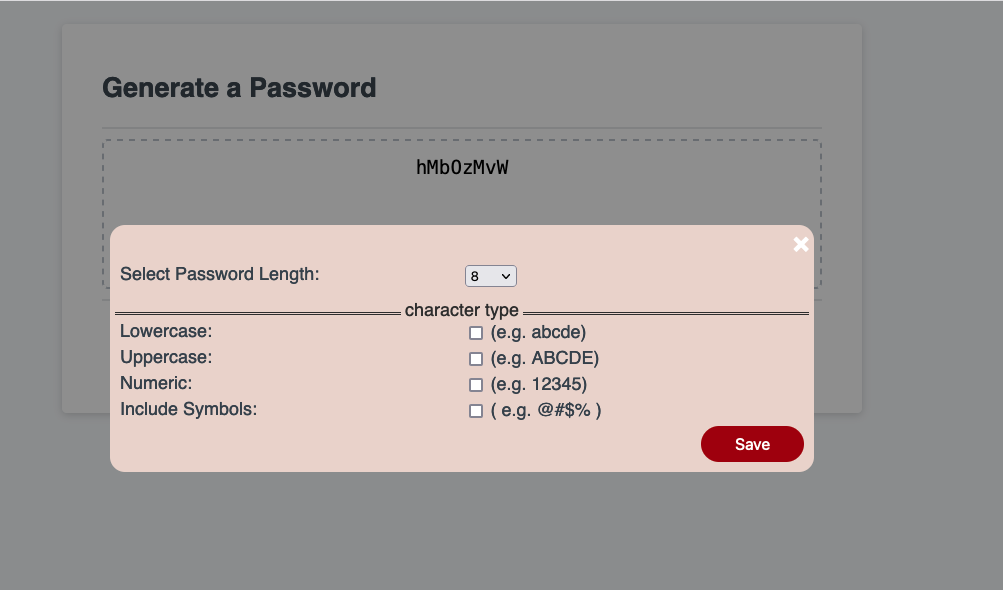 Generate a Password
hMbOzMvW
Select Password Length: 8
character type
Lowercase: (e.g. abcde)
Uppercase: (e.g. ABCDE)
Numeric: (e.g. 12345)
Include Symbols: ( e.g. @#$% )
Save